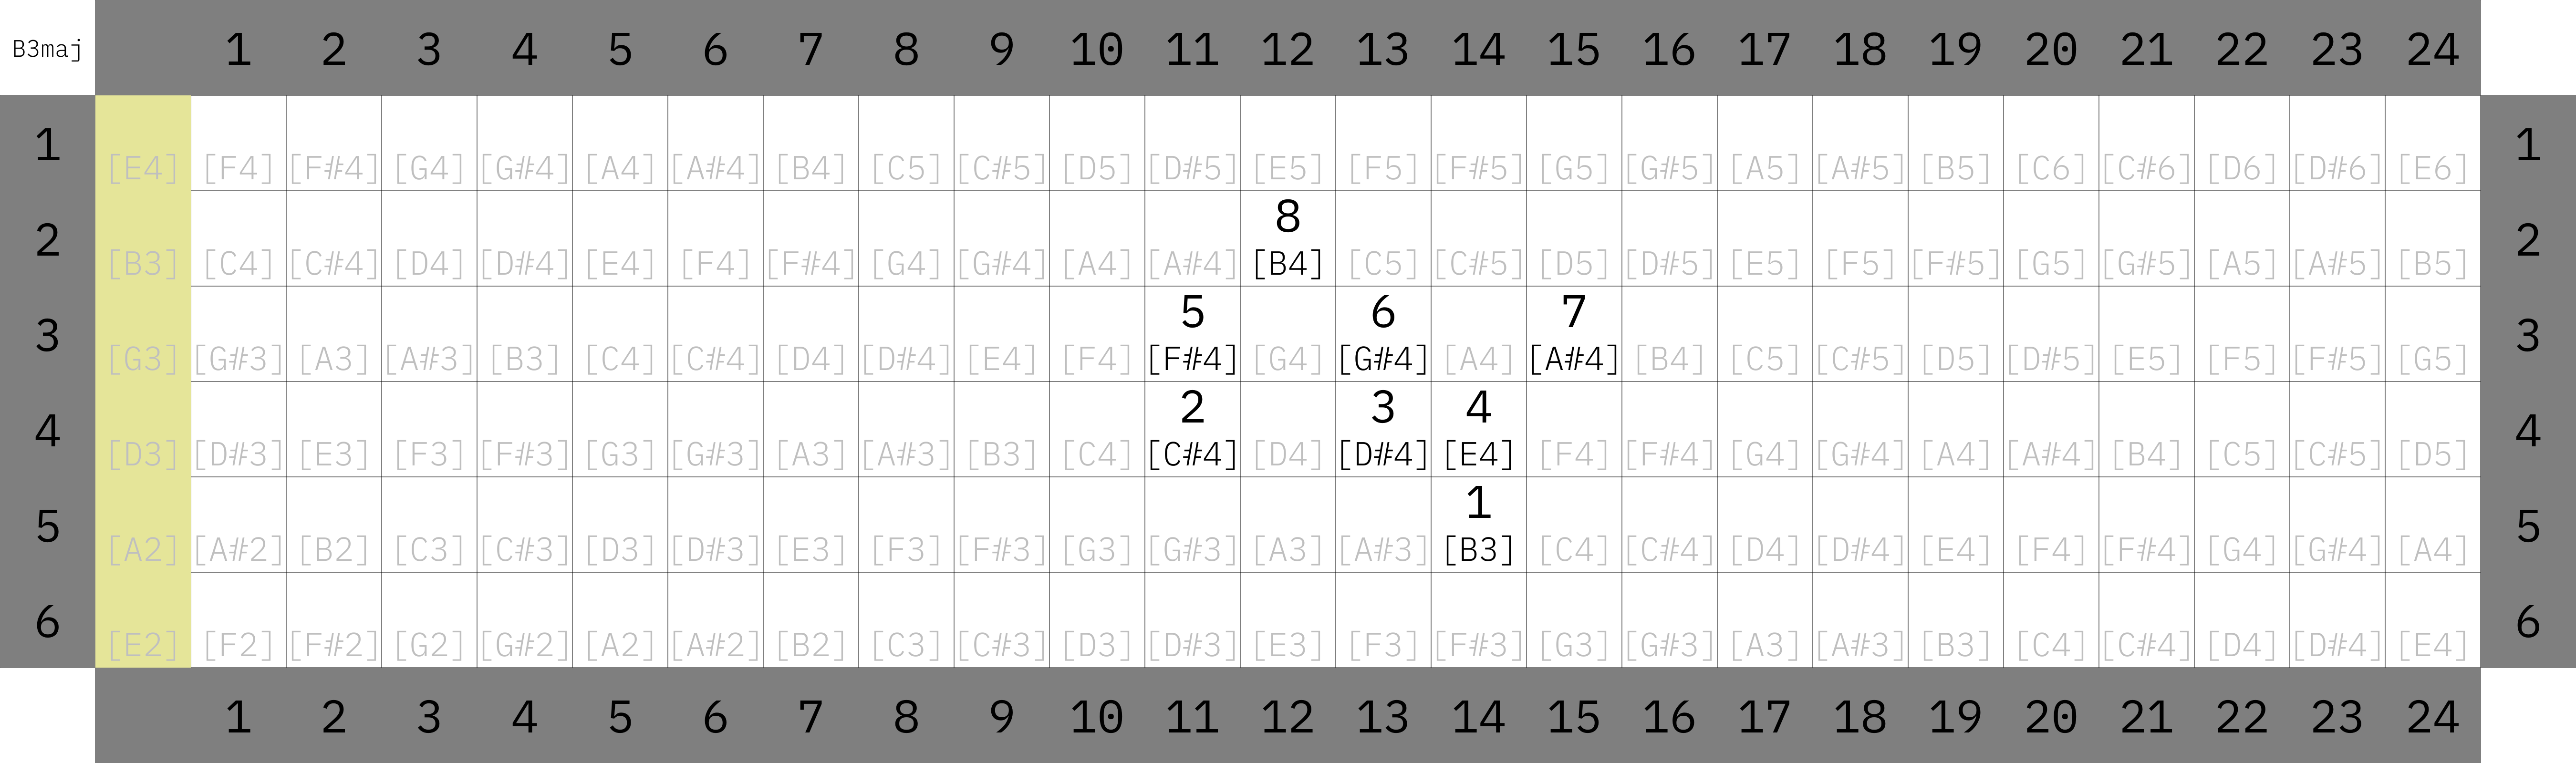 B3maj 1 2 3 4 5 6 7 8 9 10 11 12 13 14 15 16 17 18 19 20 21 22 23 24
1 [E4] [F4] [F#4] [G4] [G#4] [A4] [A#4] [B4] [C5] [C#5] [D5] [D#5] [E5] [F5] [F#5] [G5] [G#5] [A5] [A#5] [B5] [C6] [C#6] [D6] [D#6] [E6] 1
8
2 [B3] [C4] [C#4] [D4] [D#4] [E4] [F4] [F#4] [G4] [G#4] [A4] [A#4] [B4] [C5] [C#5] [D5] [D#5] [E5] [F5] [F#5] [G5] [G#5] [A5] [A#5] [B5] 2
5 6 7
3 [G3] [G#3] [A3] [A#3] [B3] [C4] [C#4] [D4] [D#4] [E4] [F4] [F#4] [G4] [G#4] [A4] [A#4] [B4] [C5] [C#5] [D5] [D#5] [E5] [F5] [F#5] [G5] 3
2 3 4
4 [D3] [D#3] [E3] [F3] [F#3] [G3] [G#3] [A3] [A#3] [B3] [C4] [C#4] [D4] [D#4] [E4] [F4] [F#4] [G4] [G#4] [A4] [A#4] [B4] [C5] [C#5] [D5] 4
1
5 [A2] [A#2] [B2] [C3] [C#3] [D3] [D#3] [E3] [F3] [F#3] [G3] [G#3] [A3] [A#3] [B3] [C4] [C#4] [D4] [D#4] [E4] [F4] [F#4] [G4] [G#4] [A4] 5
6 [E2] [F2] [F#2] [G2] [G#2] [A2] [A#2] [B2] [C3] [C#3] [D3] [D#3] [E3] [F3] [F#3] [G3] [G#3] [A3] [A#3] [B3] [C4] [C#4] [D4] [D#4] [E4] 6
1 2 3 4 5 6 7 8 9 10 11 12 13 14 15 16 17 18 19 20 21 22 23 24